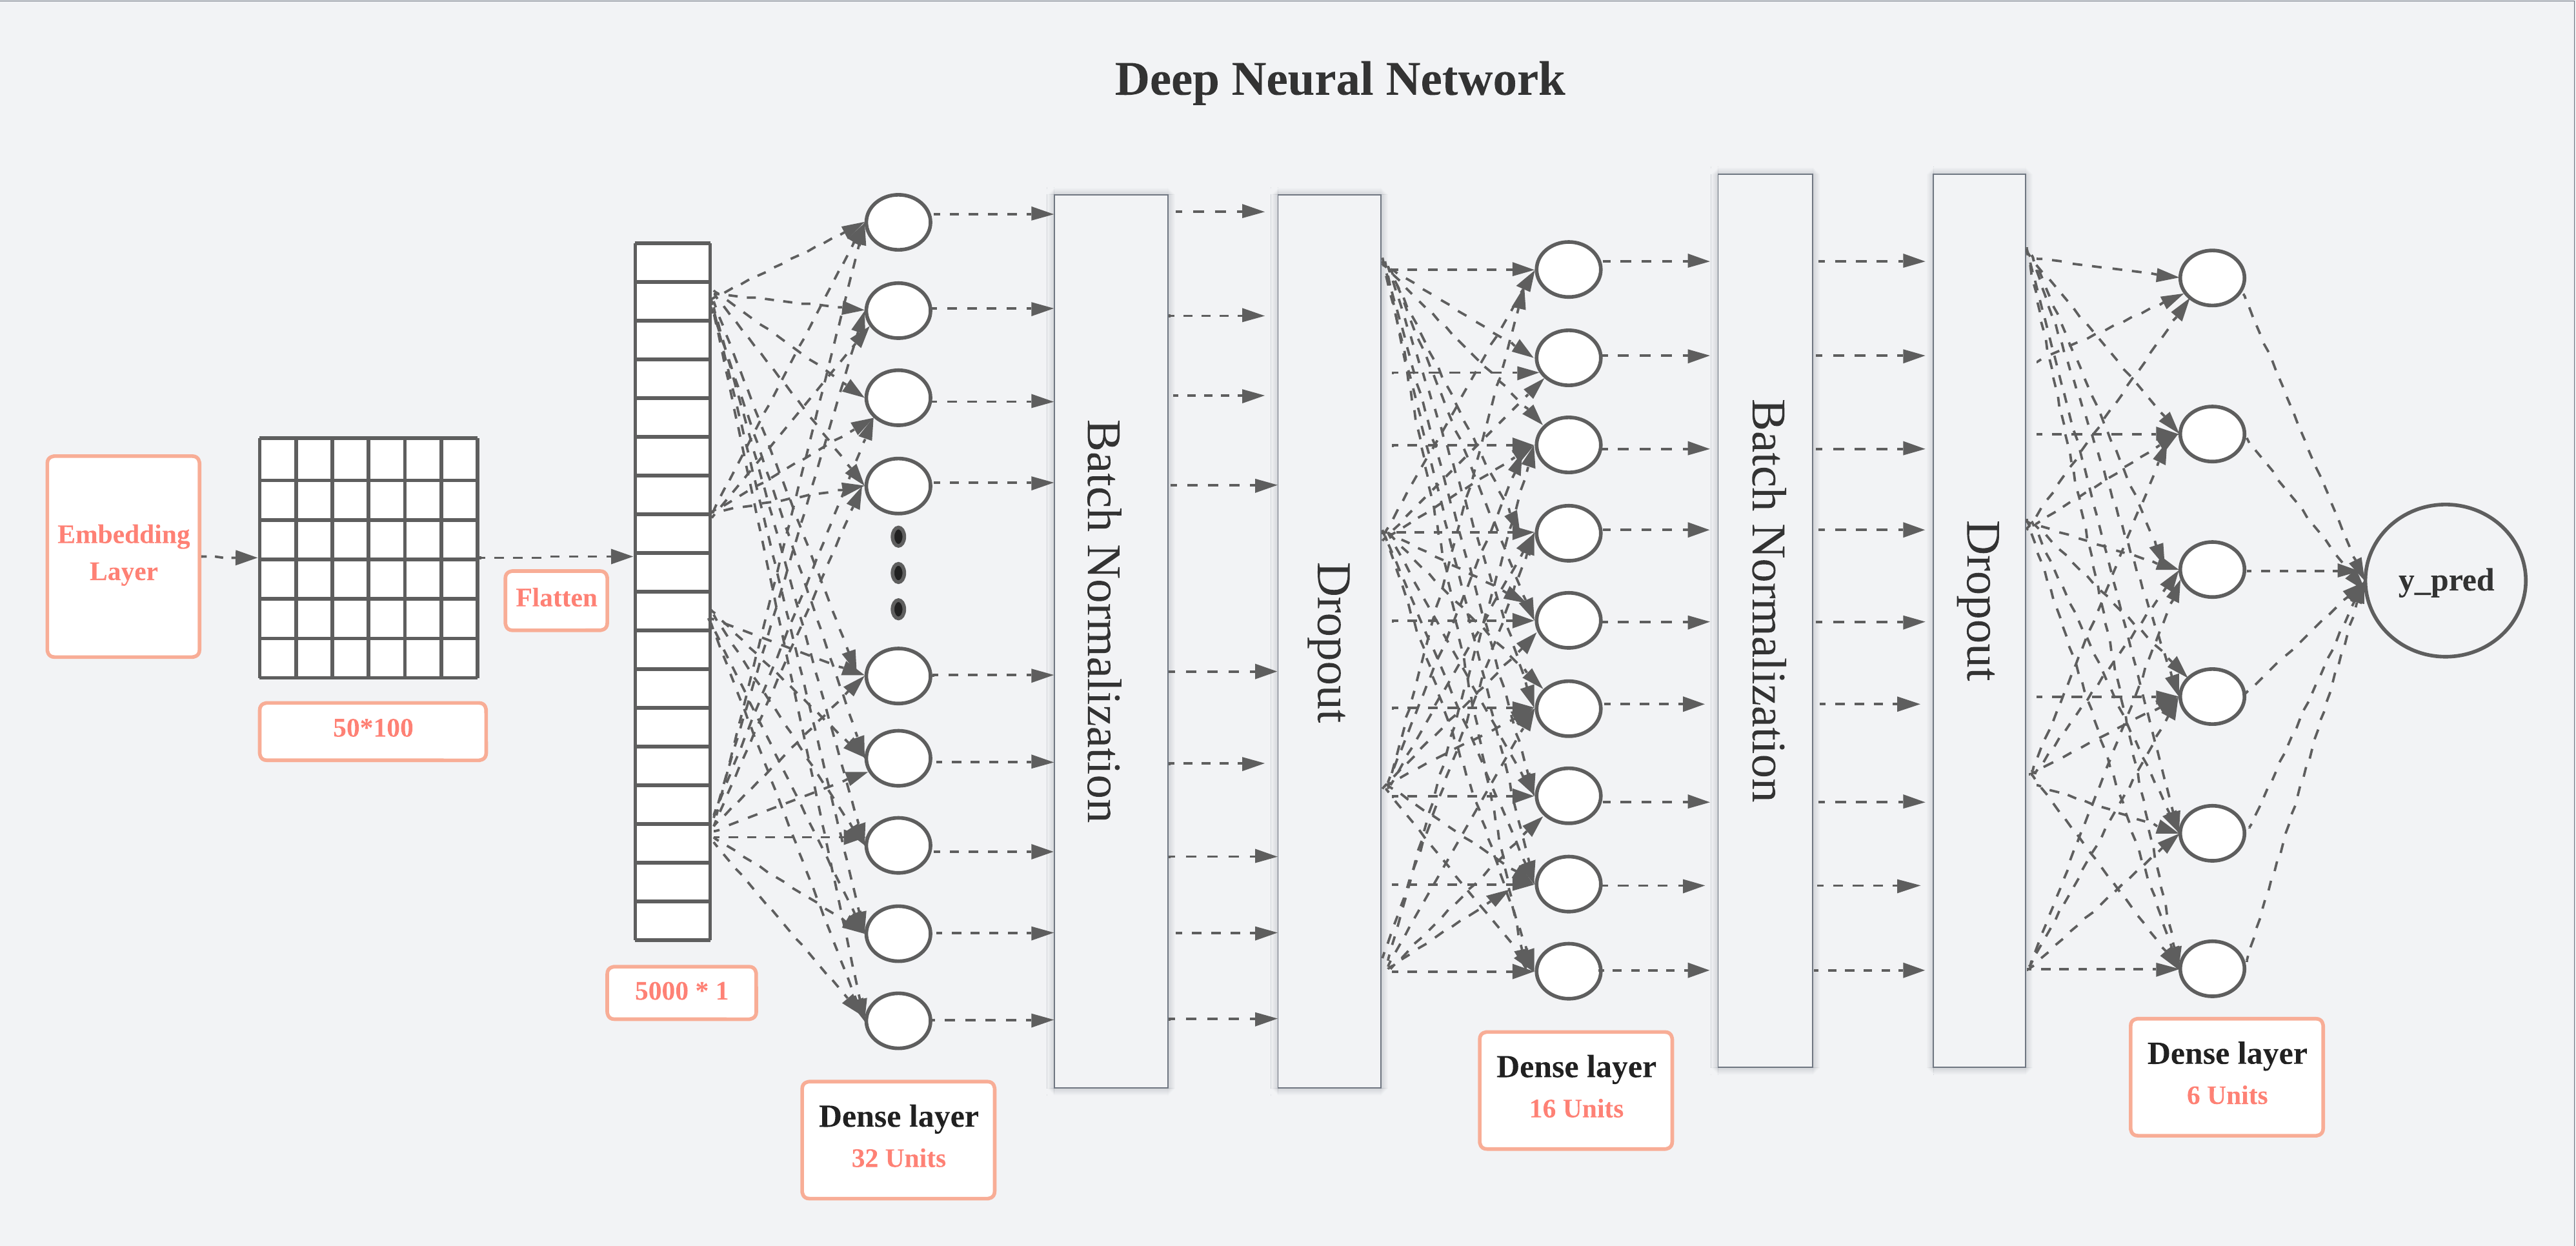 Deep Neural Network
Embedding
Layer
50*100
Flatten
5000 * 1
Dense layer
32 Units
Batch Normalization
Dropout
Dense layer
16 Units
Batch Normalization
Dropout
Dense layer
6 Units
y_pred